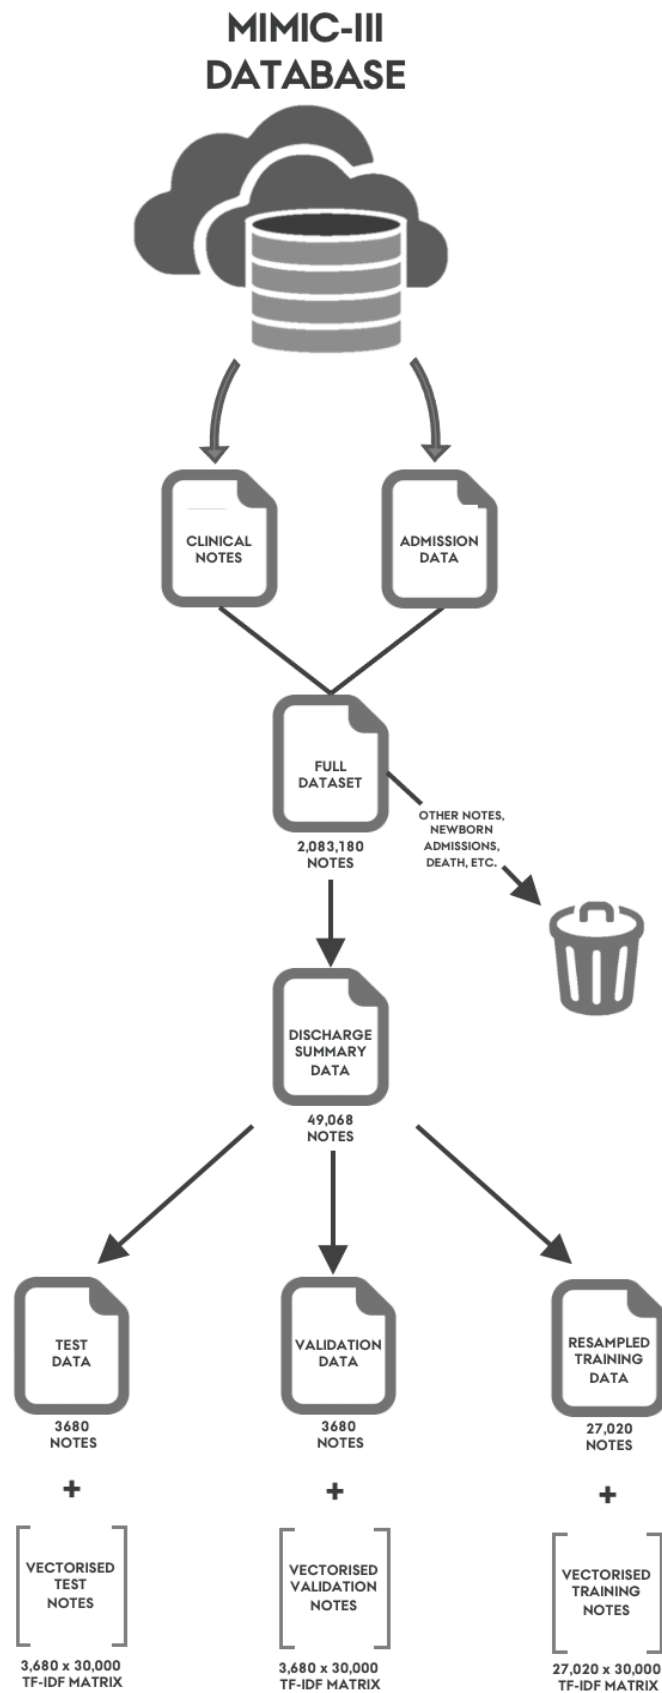 MIMIC-III
DATABASE
CLINICAL
NOTES
ADMISSION
DATA
FULL
DATASET
2,083,180
NOTES
OTHER NOTES,
NEWBORN
ADMISSIONS,
DEATH, ETC.
DISCHARGE
SUMMARY
DATA
49,068
NOTES
TEST
DATA
3680
NOTES
+
VECTORISED
TEST
NOTES
3,680 x 30,000
TF-IDF MATRIX
VALIDATION
DATA
3680
NOTES
+
VECTORISED
VALIDATION
NOTES
3,680 x 30,000
TF-IDF MATRIX
RESAMPLED
TRAINING
DATA
27,020
NOTES
+
VECTORISED
TRAINING
NOTES
27,020 x 30,000
TF-IDF MATRIX